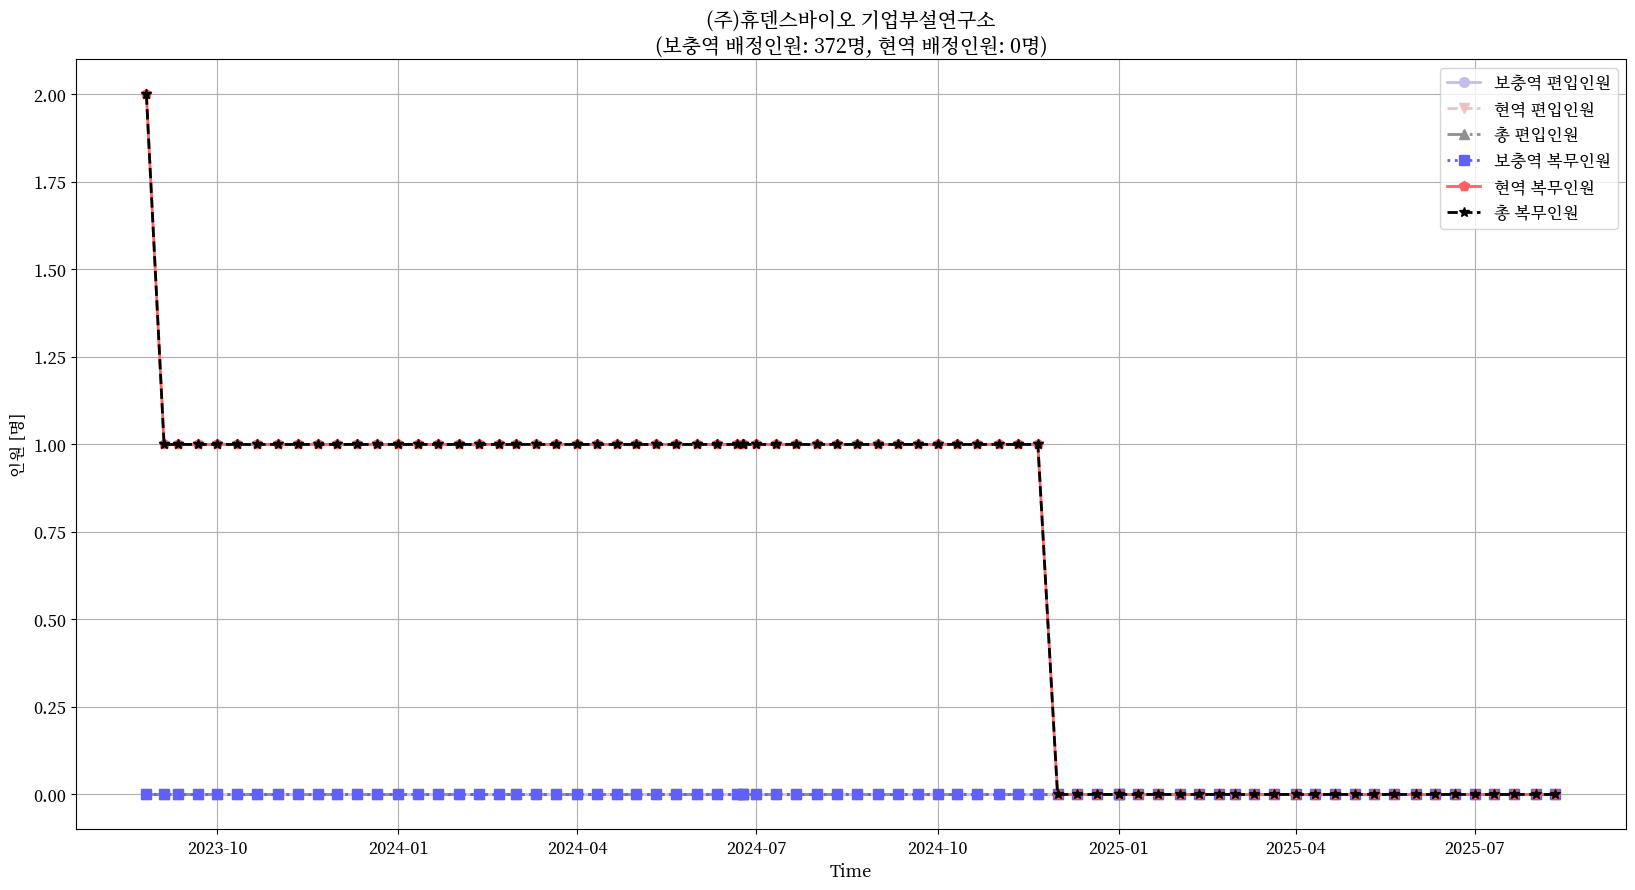 (주)휴덴스바이오 기업부설연구소
(보충역 배정인원: 372명, 현역 배정인원: 0명)
보충역 편입인원
현역 편입인원
총 편입인원
보충역 복무인원
현역 복무인원
총 복무인원
인원 [명]
2.00
1.75
1.50
1.25
1.00
0.75
0.50
0.25
0.00
2023-10
2024-01
2024-04
2024-07
2024-10
2025-01
2025-04
2025-07
Time